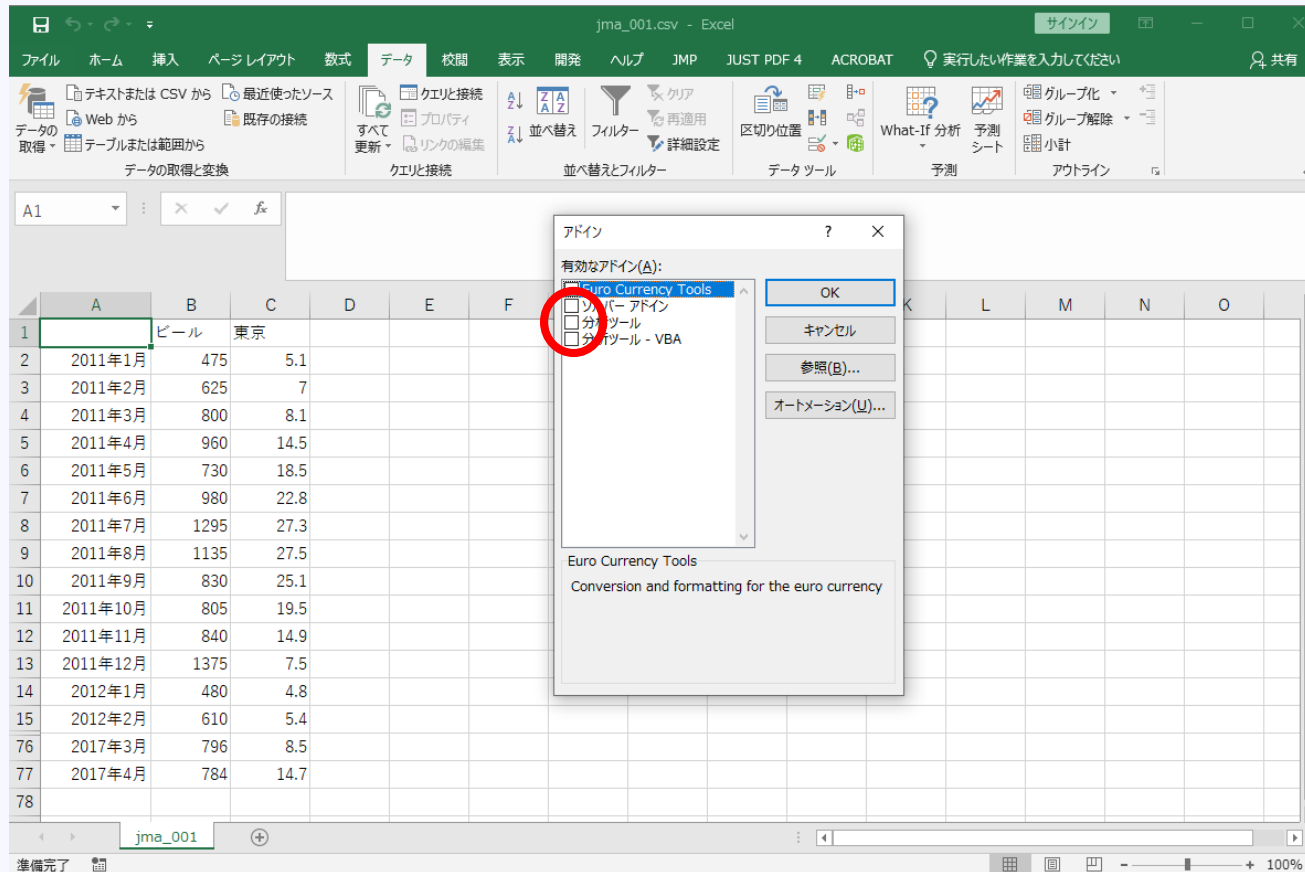 jma_001.csv - Excel
サインイン
ファイル ホーム 挿入 ページ レイアウト 数式 データ 校閲 表示 開発 ヘルプ JMP JUST PDF 4 ACROBAT 実行したい作業を入力してください 共有
データの取得
テキストまたは CSV から
Web から
テーブルまたは範囲から
最近使ったソース
既存の接続
データの取得と変換
すべて更新
クエリと接続
プロパティ
リンクの編集
クエリと接続
並べ替え
フィルター
クリア
再適用
詳細設定
並べ替えとフィルター
区切り位置
データ ツール
What-If 分析
予測シート
予測
グループ化
グループ解除
小計
アウトライン
A1
fx
A B C D E F K L M N O
1 ビール 東京
2 2011年1月 475 5.1
3 2011年2月 625 7
4 2011年3月 800 8.1
5 2011年4月 960 14.5
6 2011年5月 730 18.5
7 2011年6月 980 22.8
8 2011年7月 1295 27.3
9 2011年8月 1135 27.5
10 2011年9月 830 25.1
11 2011年10月 805 19.5
12 2011年11月 840 14.9
13 2011年12月 1375 7.5
14 2012年1月 480 4.8
15 2012年2月 610 5.4
76 2017年3月 796 8.5
77 2017年4月 784 14.7
78
アドイン ?
有効なアドイン(A):
Euro Currency Tools
ソルバー アドイン
分析ツール
分析ツール - VBA
OK
キャンセル
参照(B)...
オートメーション(U)...
Euro Currency Tools
Conversion and formatting for the euro currency
jma_001
準備完了
100%